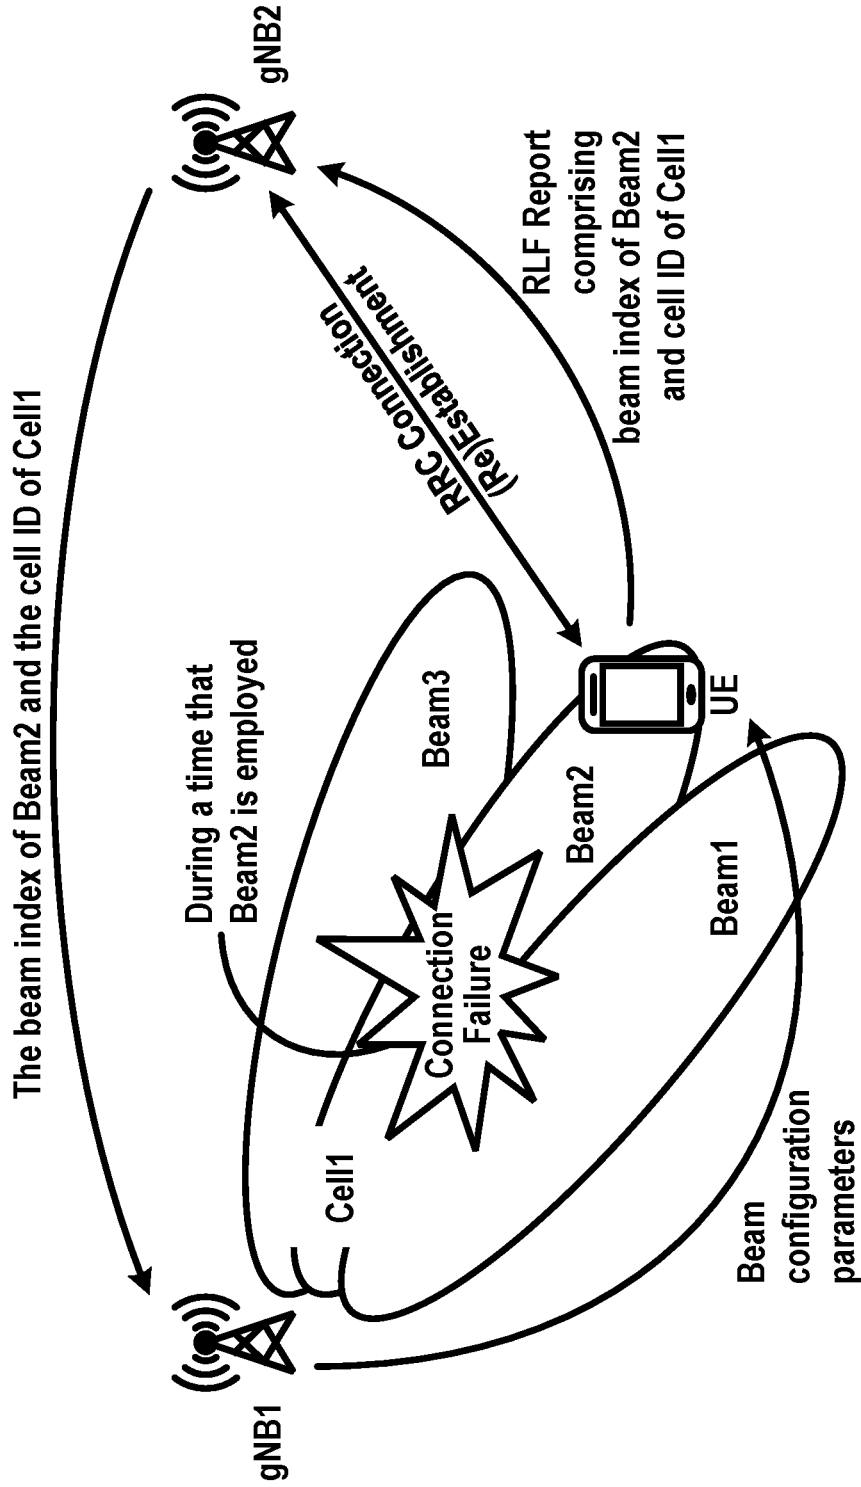 The beam index of Beam2 and the cell ID of Cell1
gNB1
gNB2
During a time that
Beam2 is employed
Cell1
Connection
Failure
Beam3
Beam2
Beam1
RRC Connection
(Re)Establishment
UE
RLF Report
comprising
beam index of Beam2
and cell ID of Cell1
Beam
configuration
parameters